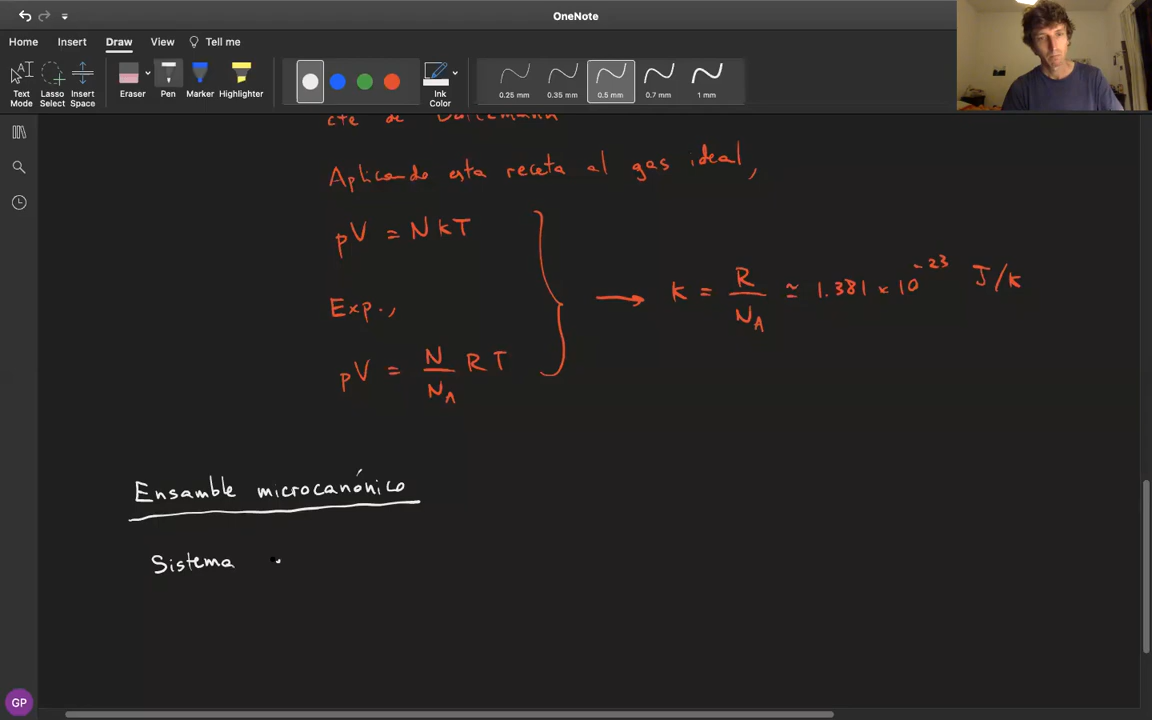 OneNote
Home Insert Draw View Tell me
Text Mode Lasso Select Insert Space Eraser Pen Marker Highlighter Ink Color 0.25 mm 0.35 mm 0.5 mm 0.7 mm 1 mm
cte de
Aplicando esta receta al gas ideal,
pV = NkT
Exp.,
pV = N/N_A RT
→ k = R/N_A ≃ 1.381 × 10^-23 J/K
Ensamble microcanónico
Sistema
GP